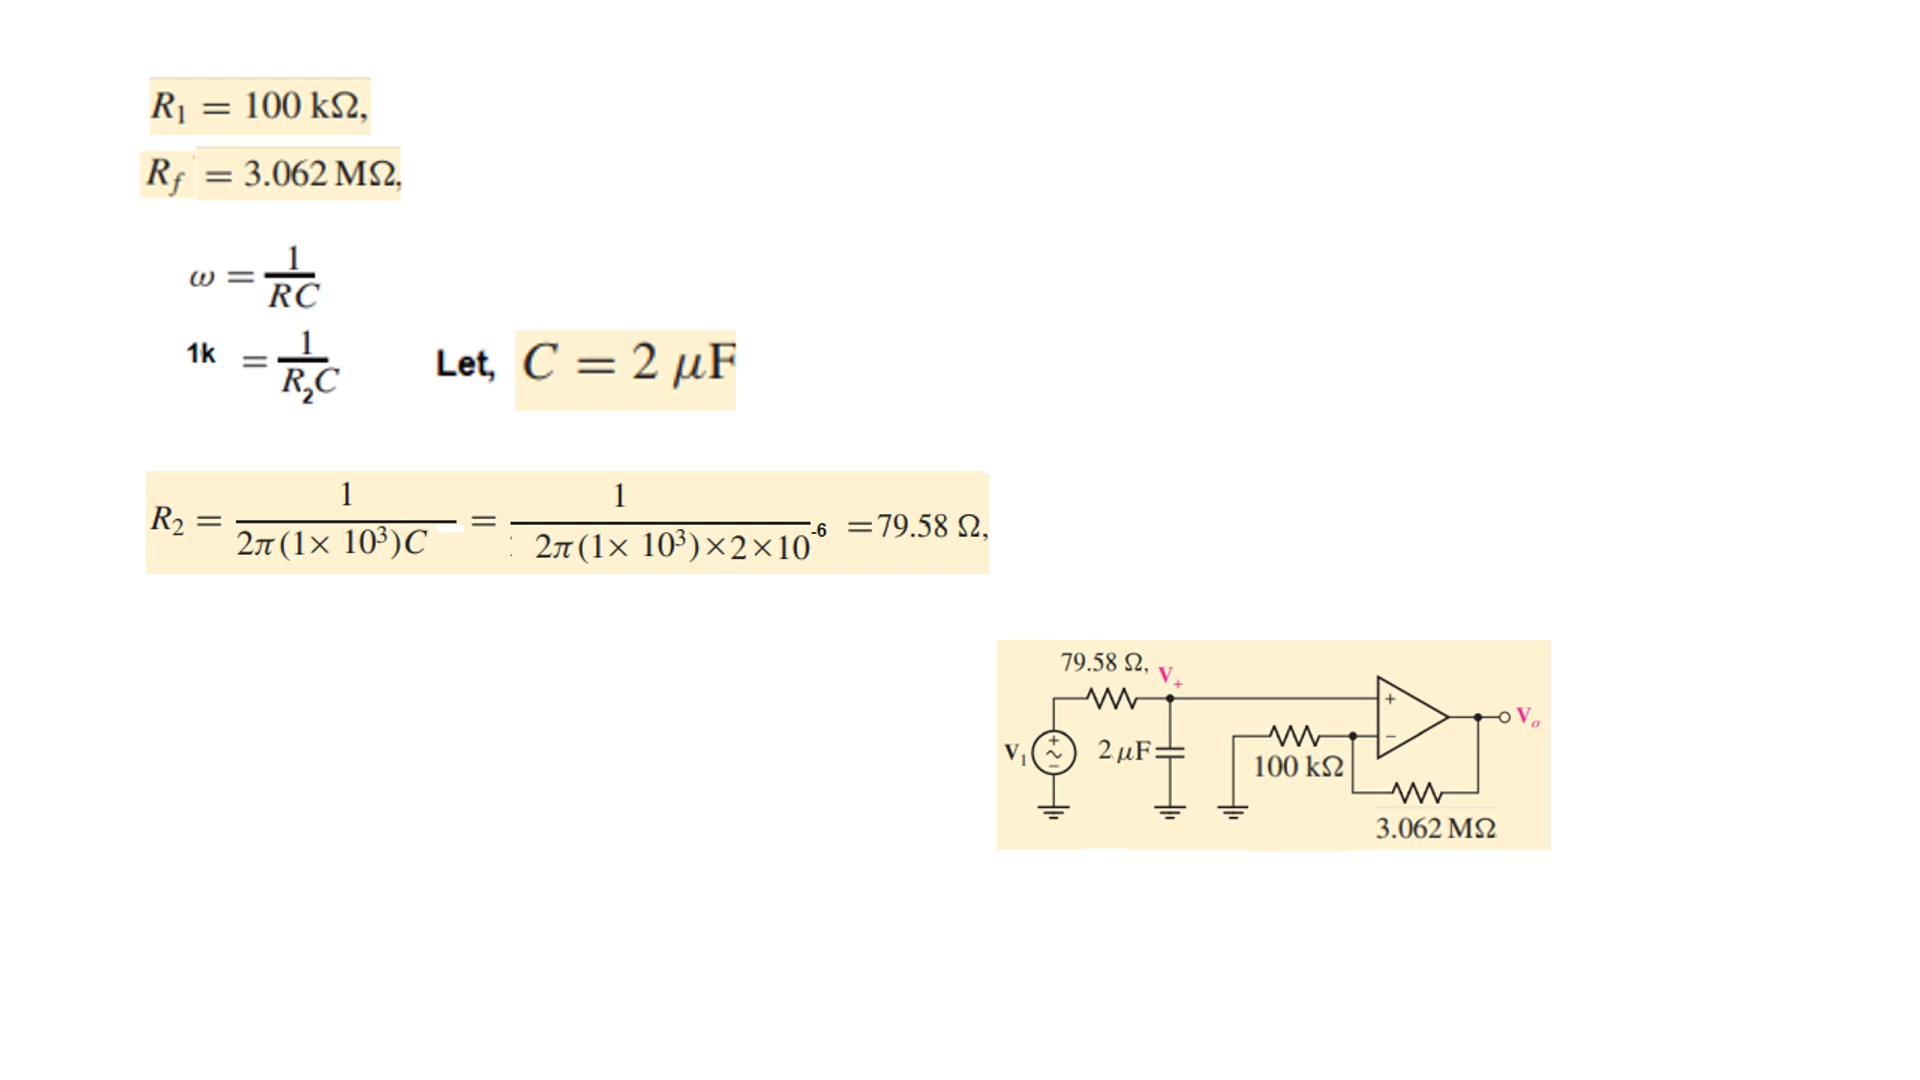 R₁ = 100 kΩ,
R_f = 3.062 MΩ,
ω = 1/RC
1k = 1/R₂C Let, C = 2 μF
R₂ = 1/2π(1× 10³)C = 1/2π(1× 10³)×2×10⁻⁶ =79.58 Ω,
79.58 Ω, V₊
+
V₁ + − 2 μF 100 kΩ − Vₒ
3.062 MΩ